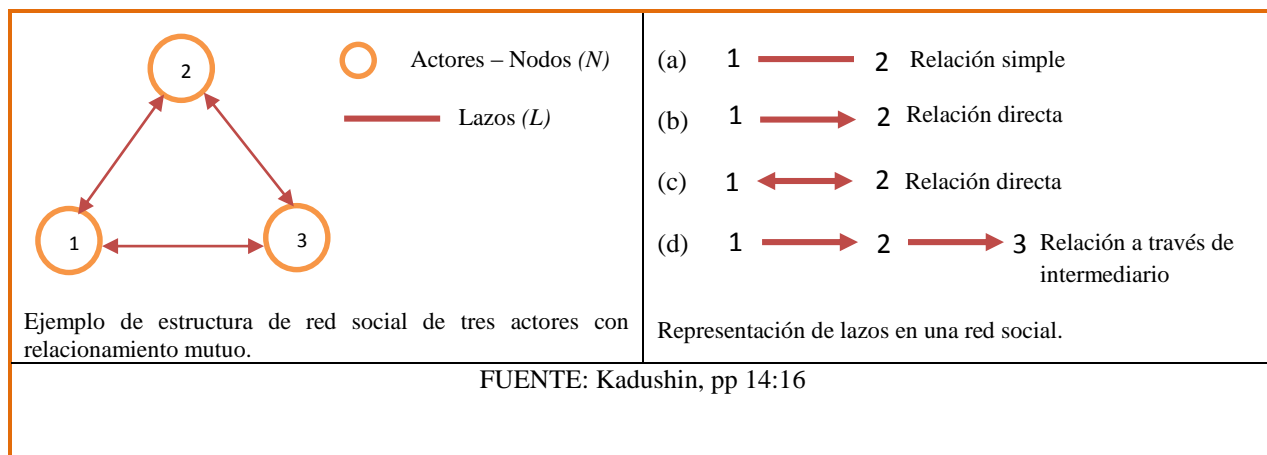 2
1
3
Actores – Nodos (N)
Lazos (L)
Ejemplo de estructura de red social de tres actores con
relacionamiento mutuo.
(a) 1 2 Relación simple
(b) 1 2 Relación directa
(c) 1 2 Relación directa
(d) 1 2 3 Relación a través de
intermediario
Representación de lazos en una red social.
FUENTE: Kadushin, pp 14:16